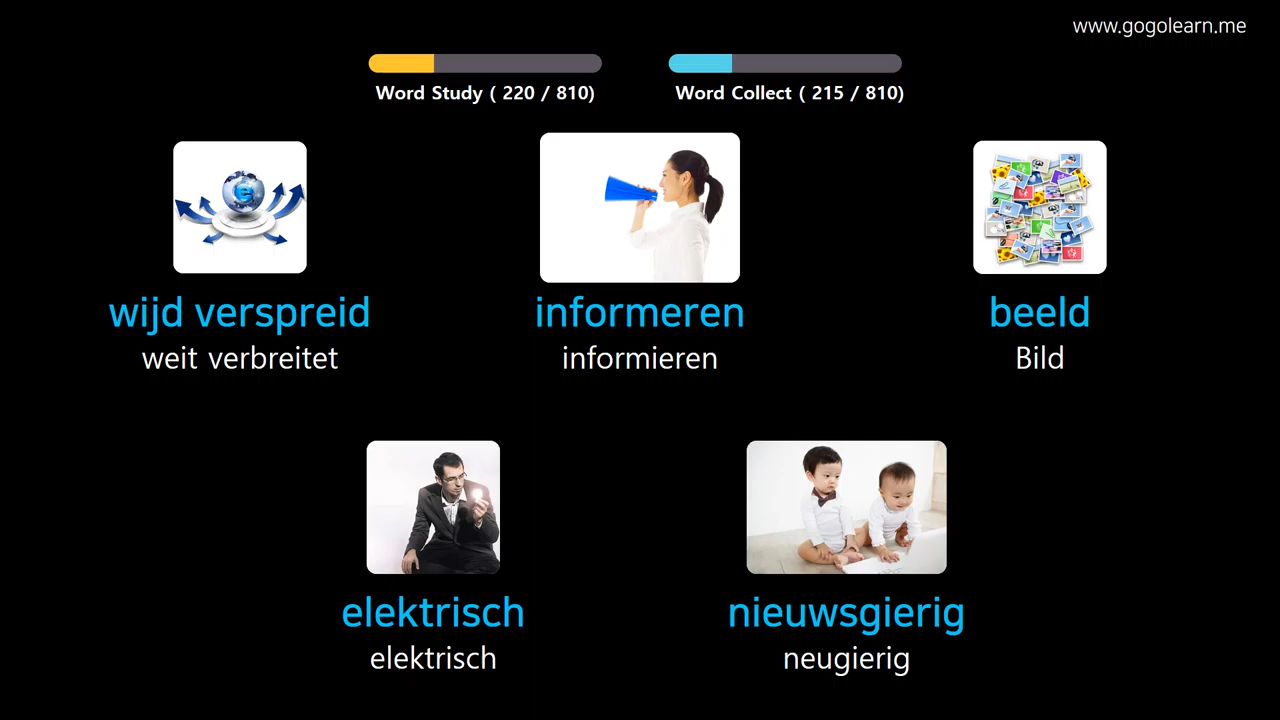 www.gogolearn.me
Word Study ( 220 / 810)
Word Collect ( 215 / 810)
wijd verspreid
weit verbreitet
informeren
informieren
beeld
Bild
elektrisch
elektrisch
nieuwsgierig
neugierig